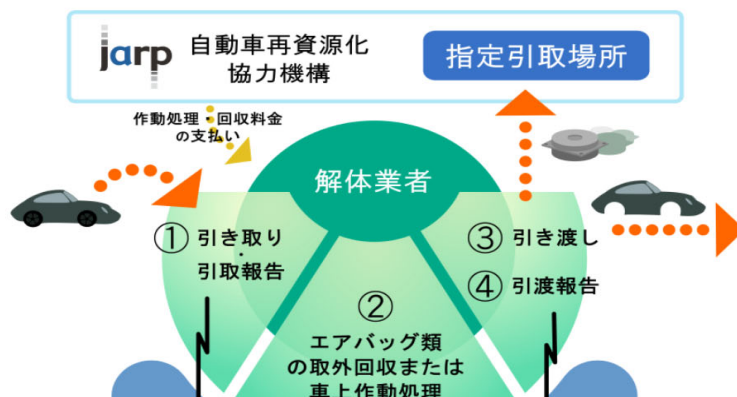 jarp
自動車再資源化
協力機構
指定引取場所
作動処理・回収料金
の支払い
解体業者
① 引き取り
・
引取報告
②
エアバッグ類
の取外回収または
車上作動処理
③ 引き渡し
④ 引渡報告